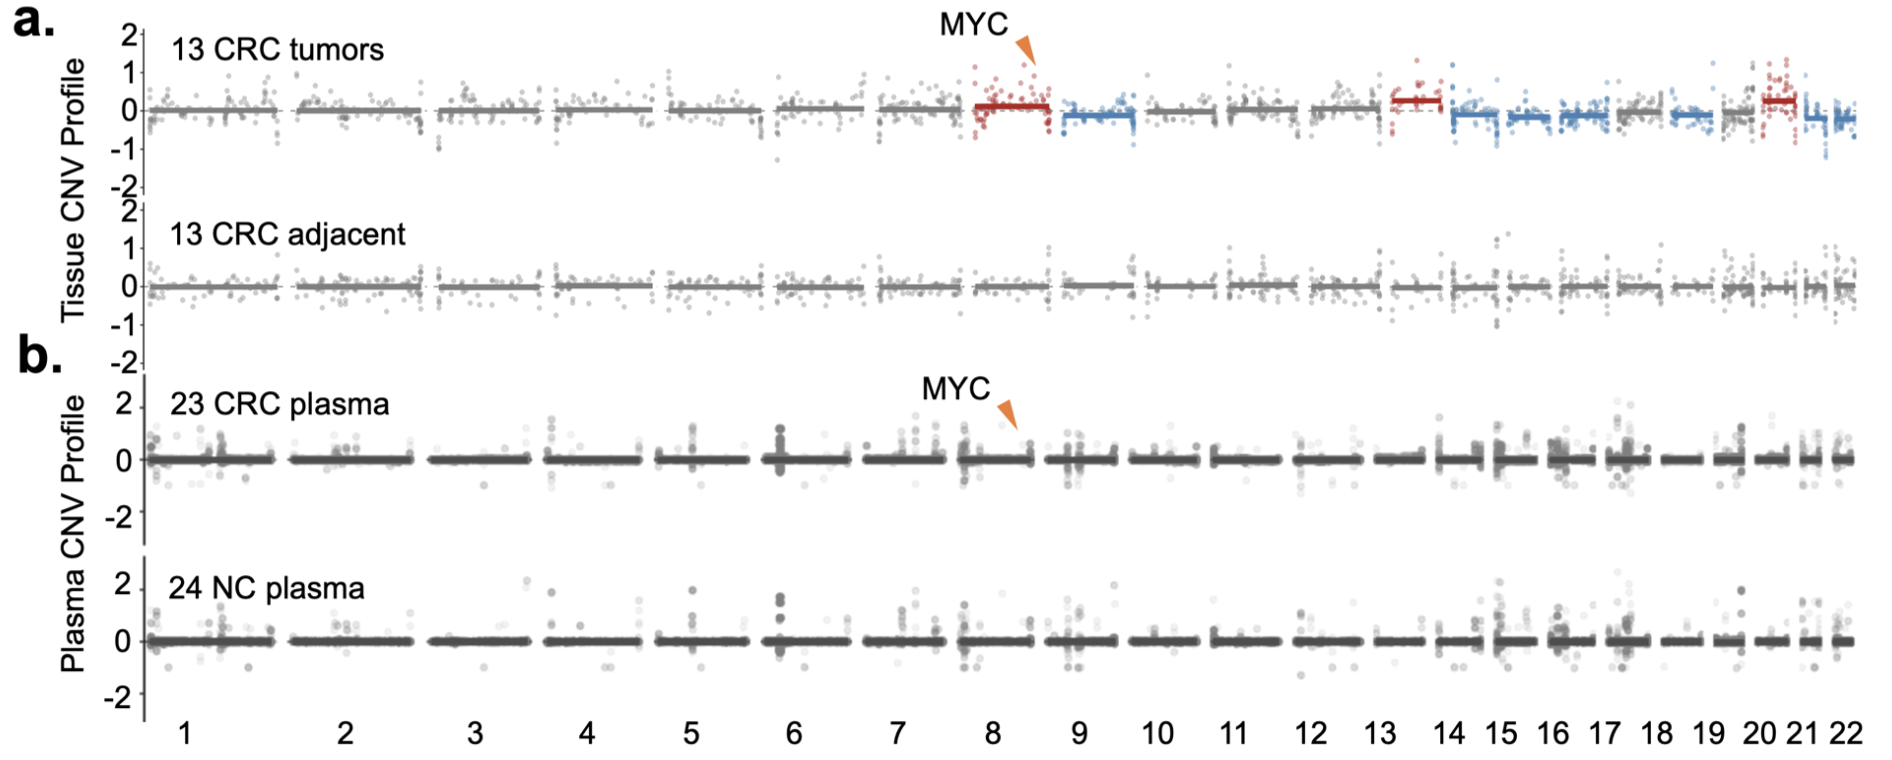 a.
MYC
13 CRC tumors
2
1
0
-1
-2
Tissue CNV Profile
13 CRC adjacent
2
1
0
-1
-2
b.
MYC
23 CRC plasma
2
0
-2
Plasma CNV Profile
24 NC plasma
2
0
-2
1 2 3 4 5 6 7 8 9 10 11 12 13 14 15 16 17 18 19 20 21 22